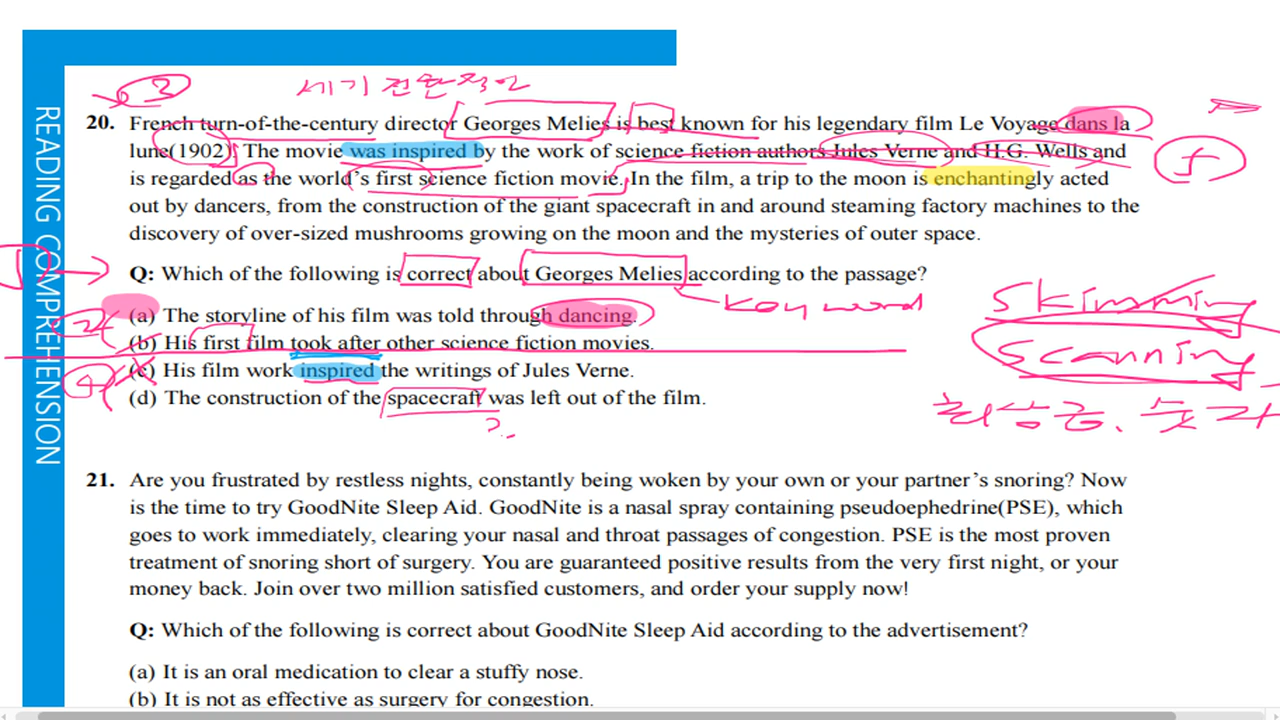 ③
세기 전환적인
READING COMPREHENSION
20. French turn-of-the-century director Georges Melies is best known for his legendary film Le Voyage dans la
lune(1902). The movie was inspired by the work of science fiction authors Jules Verne and H.G. Wells and
is regarded as the world's first science fiction movie. In the film, a trip to the moon is enchantingly acted
out by dancers, from the construction of the giant spacecraft in and around steaming factory machines to the
discovery of over-sized mushrooms growing on the moon and the mysteries of outer space.
Q: Which of the following is correct about Georges Melies according to the passage?
key word
(a) The storyline of his film was told through dancing.
(b) His first film took after other science fiction movies.
(c) His film work inspired the writings of Jules Verne.
(d) The construction of the spacecraft was left out of the film.
?
skimming
scanning
21. Are you frustrated by restless nights, constantly being woken by your own or your partner's snoring? Now
is the time to try GoodNite Sleep Aid. GoodNite is a nasal spray containing pseudoephedrine(PSE), which
goes to work immediately, clearing your nasal and throat passages of congestion. PSE is the most proven
treatment of snoring short of surgery. You are guaranteed positive results from the very first night, or your
money back. Join over two million satisfied customers, and order your supply now!
Q: Which of the following is correct about GoodNite Sleep Aid according to the advertisement?
(a) It is an oral medication to clear a stuffy nose.
(b) It is not as effective as surgery for congestion.